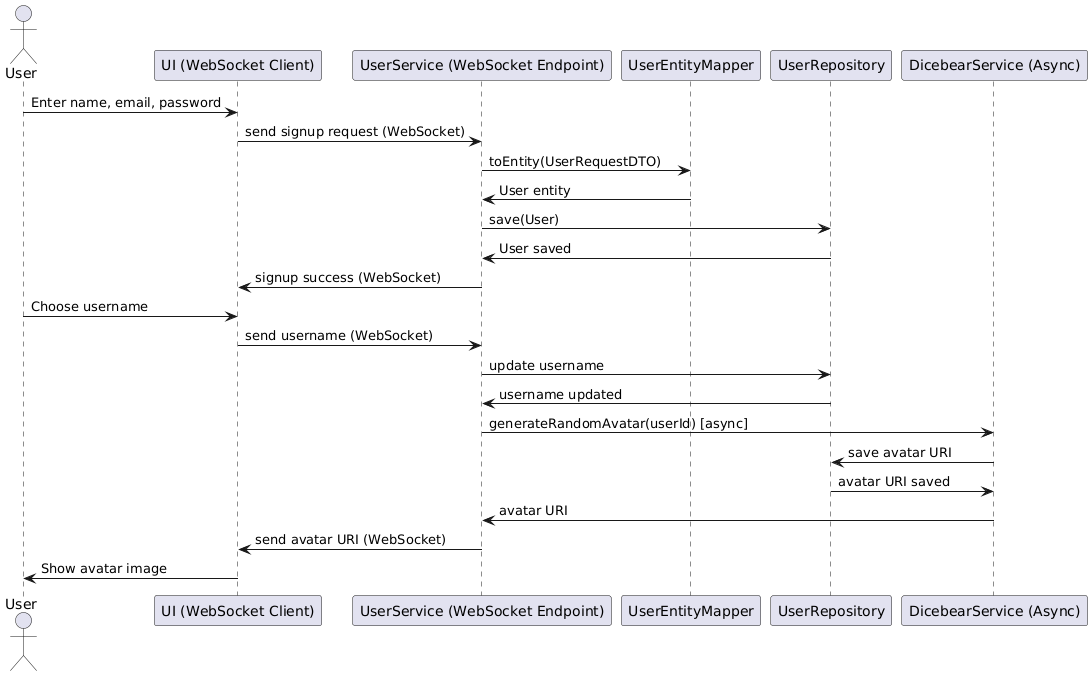 User
UI (WebSocket Client)
UserService (WebSocket Endpoint)
UserEntityMapper
UserRepository
DicebearService (Async)
Enter name, email, password
send signup request (WebSocket)
toEntity(UserRequestDTO)
User entity
save(User)
User saved
signup success (WebSocket)
Choose username
send username (WebSocket)
update username
username updated
generateRandomAvatar(userId) [async]
save avatar URI
avatar URI saved
avatar URI
send avatar URI (WebSocket)
Show avatar image
User
UI (WebSocket Client)
UserService (WebSocket Endpoint)
UserEntityMapper
UserRepository
DicebearService (Async)